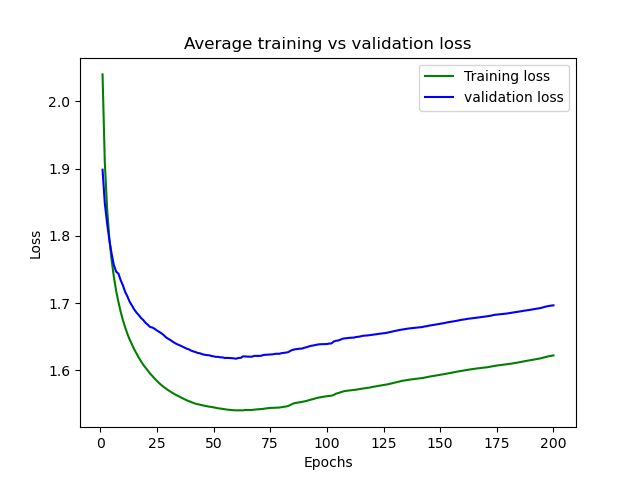 Average training vs validation loss
Training loss
validation loss
2.0
1.9
1.8
1.7
1.6
Loss
0 25 50 75 100 125 150 175 200
Epochs